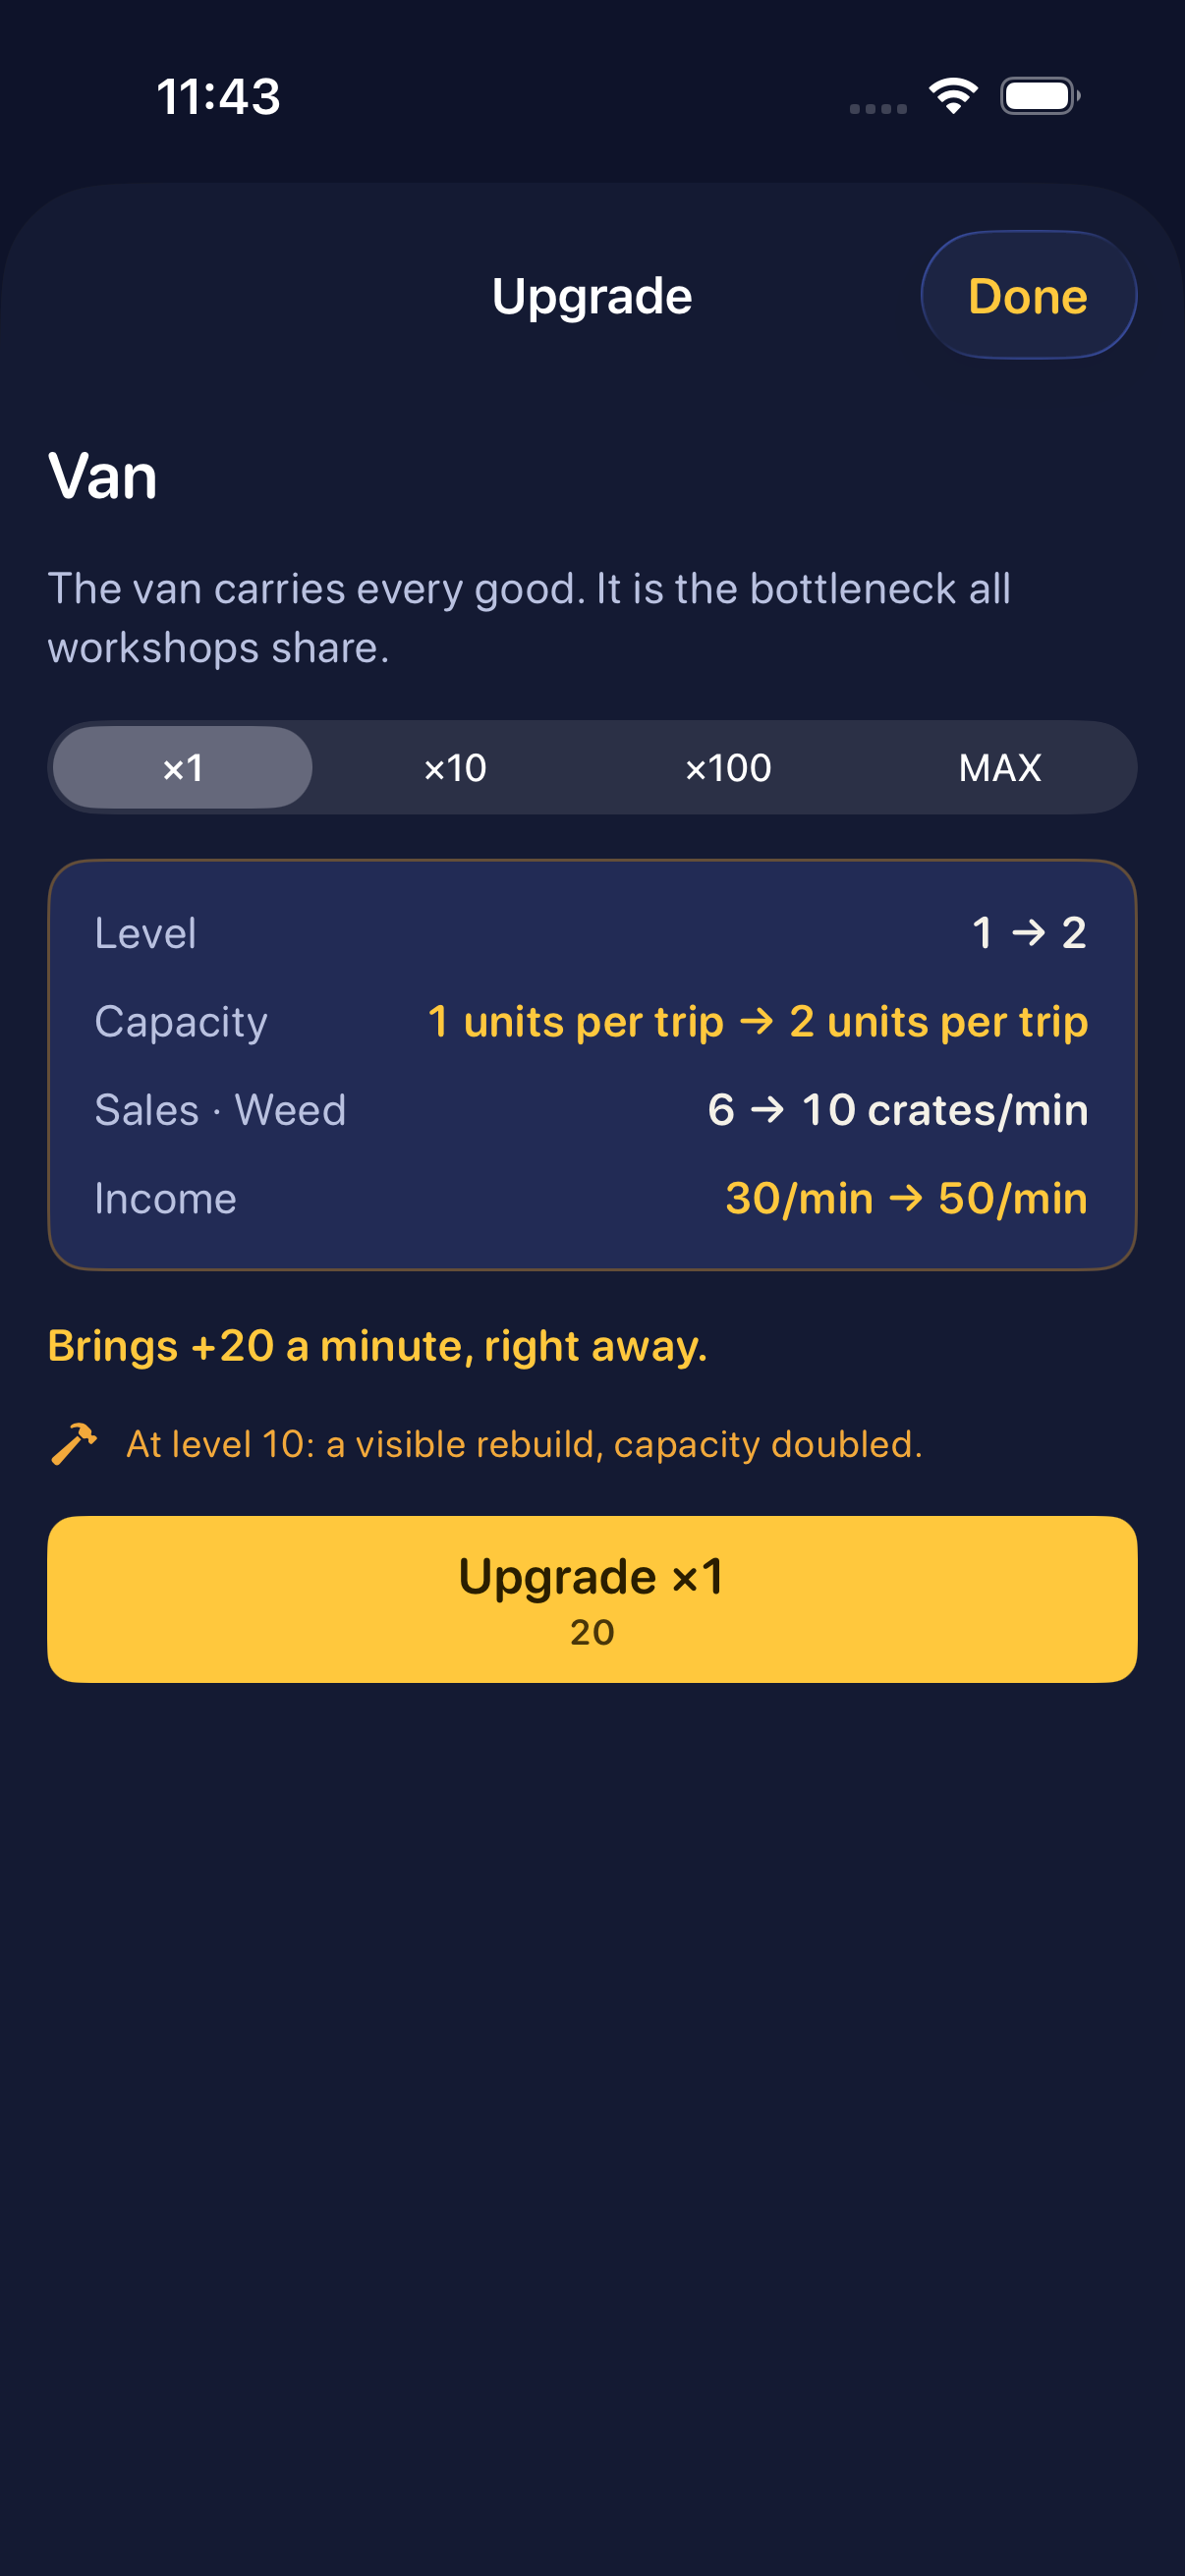 11:43
Upgrade
Done
Van
The van carries every good. It is the bottleneck all
workshops share.
×1 ×10 ×100 MAX
Level 1 → 2
Capacity 1 units per trip → 2 units per trip
Sales · Weed 6 → 10 crates/min
Income 30/min → 50/min
Brings +20 a minute, right away.
At level 10: a visible rebuild, capacity doubled.
Upgrade ×1
20